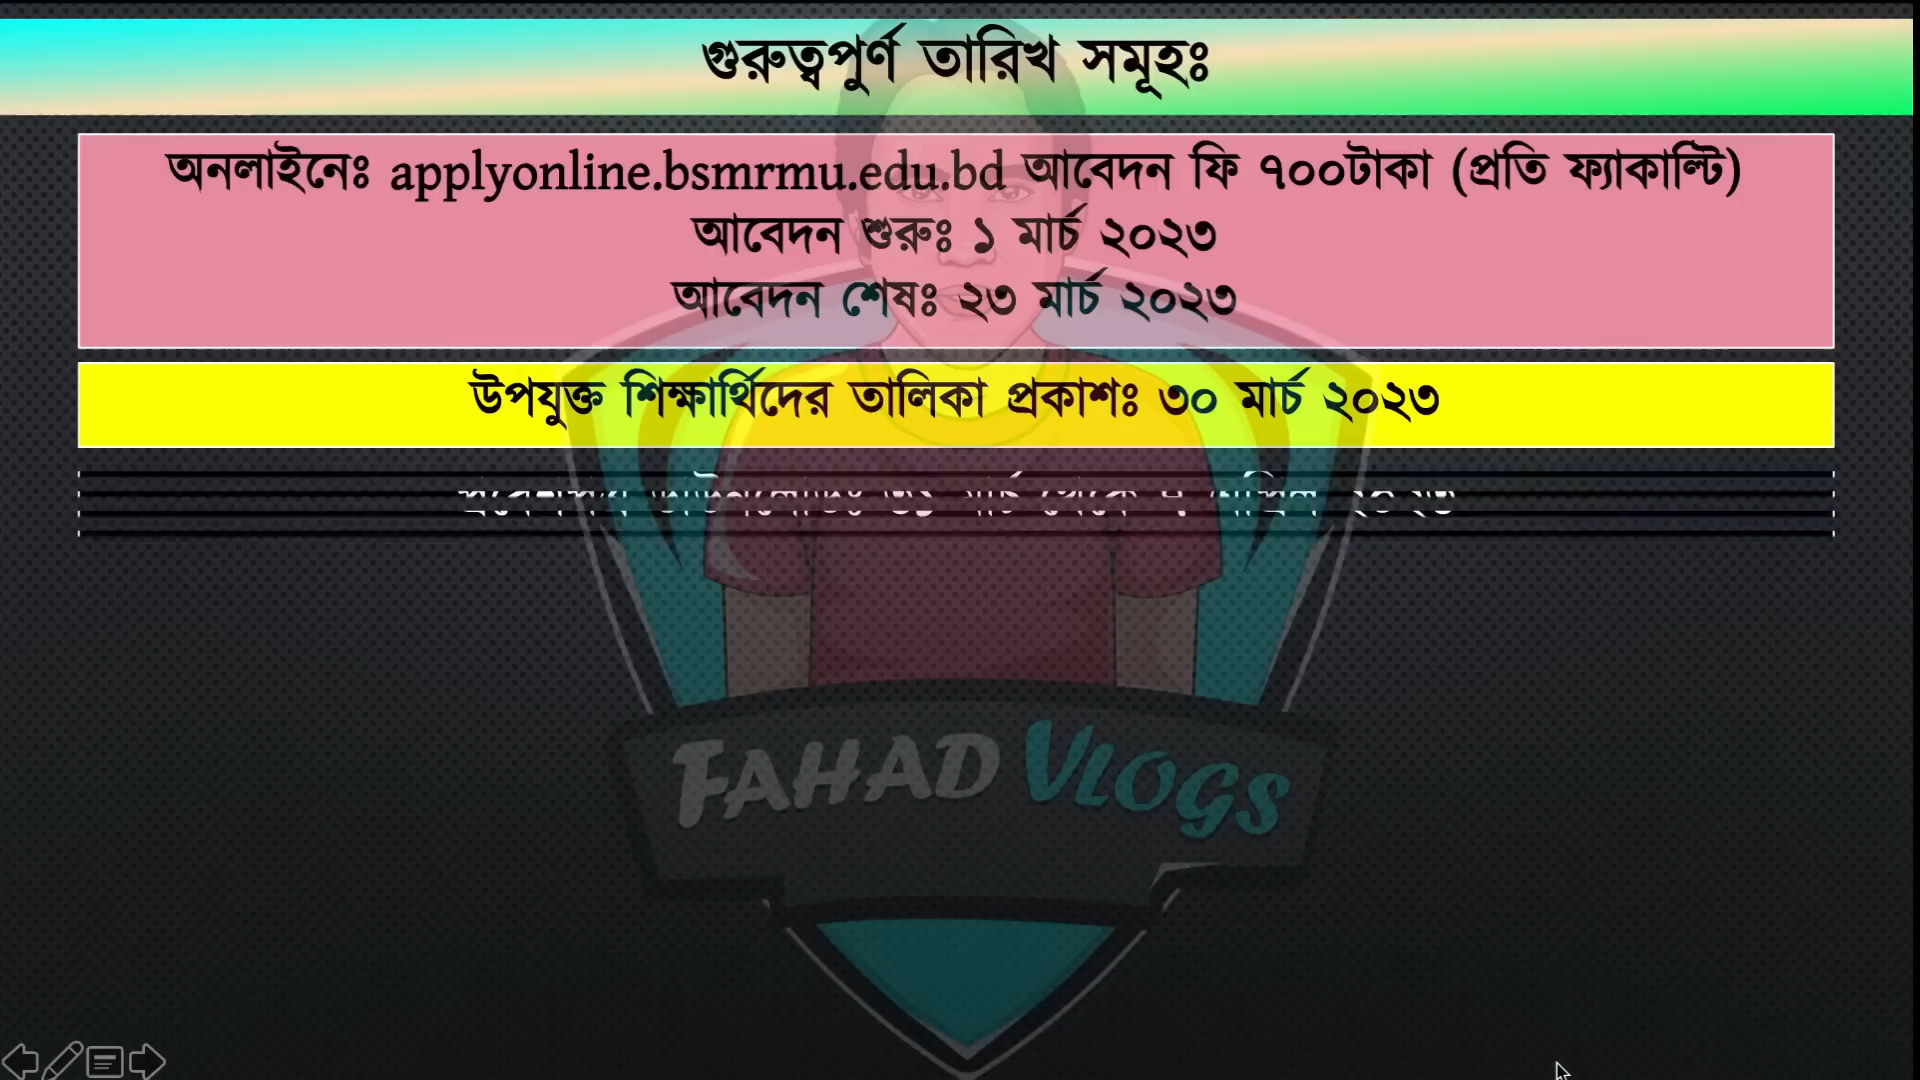 গুরুত্বপুর্ণ তারিখ সমূহঃ
অনলাইনেঃ applyonline.bsmrmu.edu.bd আবেদন ফি ৭০০টাকা (প্রতি ফ্যাকাল্টি)
আবেদন শুরুঃ ১ মার্চ ২০২৩
আবেদন শেষঃ ২৩ মার্চ ২০২৩
উপযুক্ত শিক্ষার্থিদের তালিকা প্রকাশঃ ৩০ মার্চ ২০২৩
FAHAD VLOGS